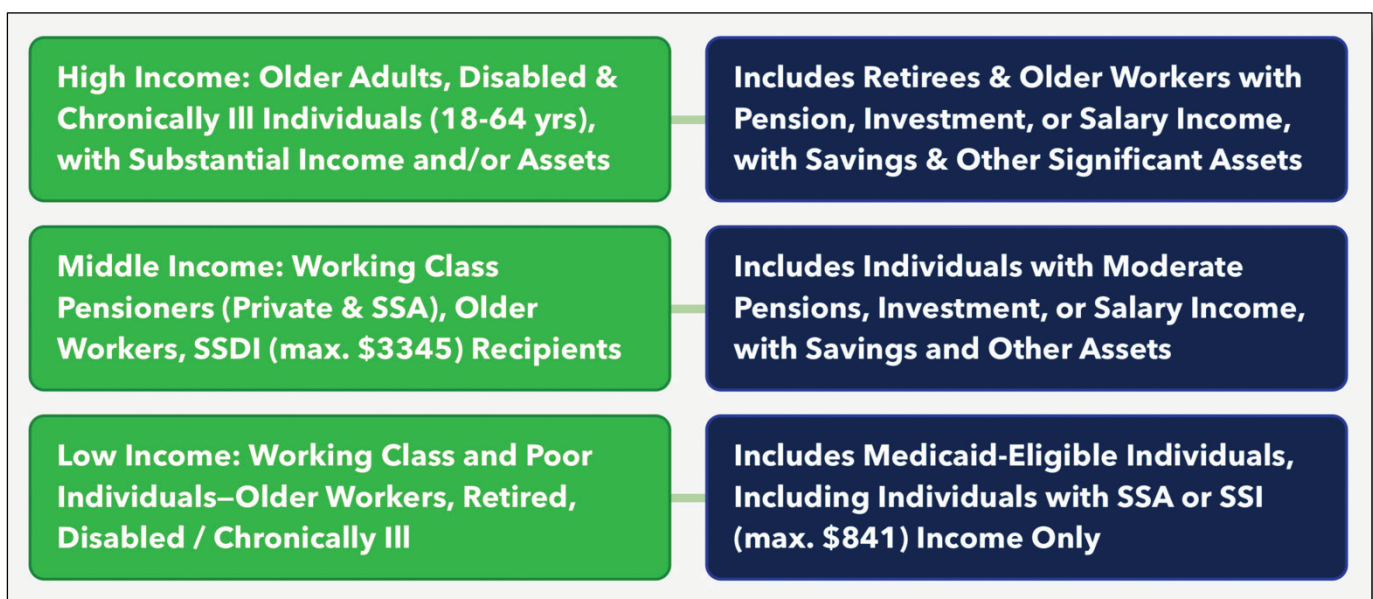 High Income: Older Adults, Disabled &
Chronically Ill Individuals (18-64 yrs),
with Substantial Income and/or Assets
Includes Retirees & Older Workers with
Pension, Investment, or Salary Income,
with Savings & Other Significant Assets
Middle Income: Working Class
Pensioners (Private & SSA), Older
Workers, SSDI (max. $3345) Recipients
Includes Individuals with Moderate
Pensions, Investment, or Salary Income,
with Savings and Other Assets
Low Income: Working Class and Poor
Individuals—Older Workers, Retired,
Disabled / Chronically Ill
Includes Medicaid-Eligible Individuals,
Including Individuals with SSA or SSI
(max. $841) Income Only